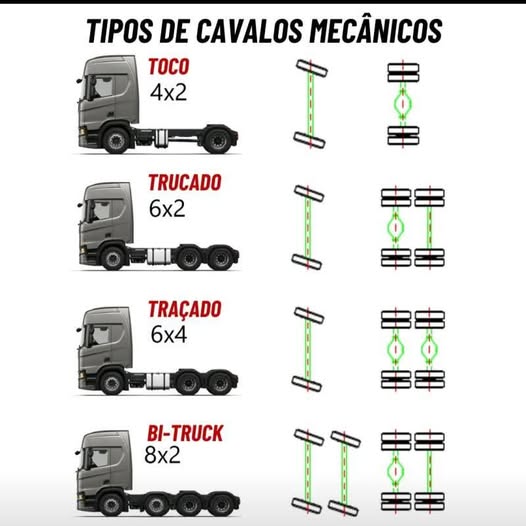 TIPOS DE CAVALOS MECÂNICOS
TOCO
4x2
TRUCADO
6x2
TRAÇADO
6x4
BI-TRUCK
8x2